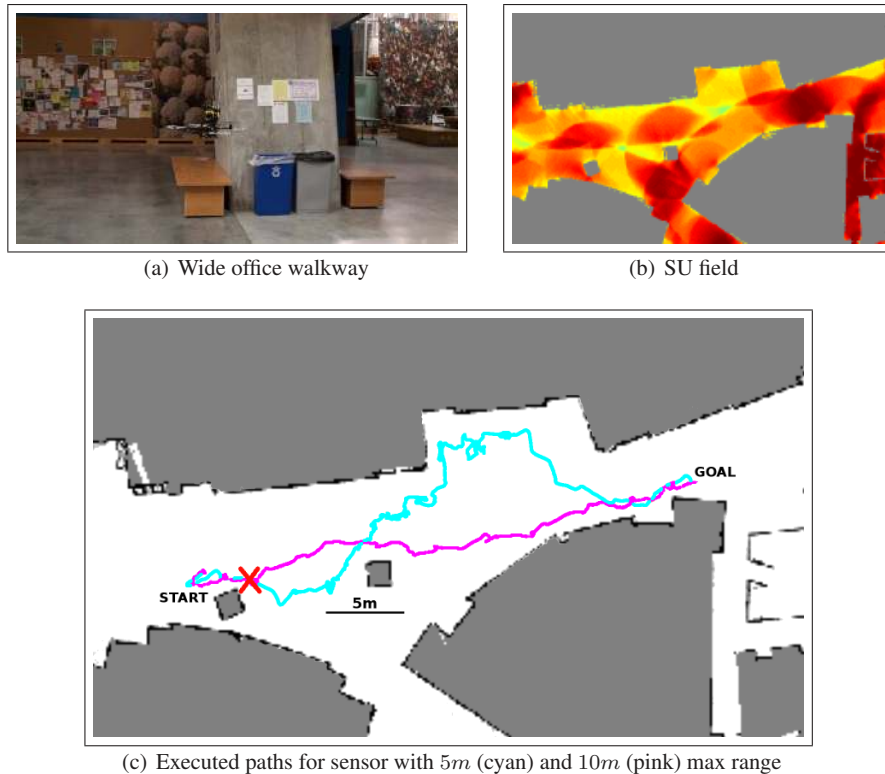 (a) Wide office walkway
(b) SU field
GOAL
START
5m
(c) Executed paths for sensor with 5m (cyan) and 10m (pink) max range